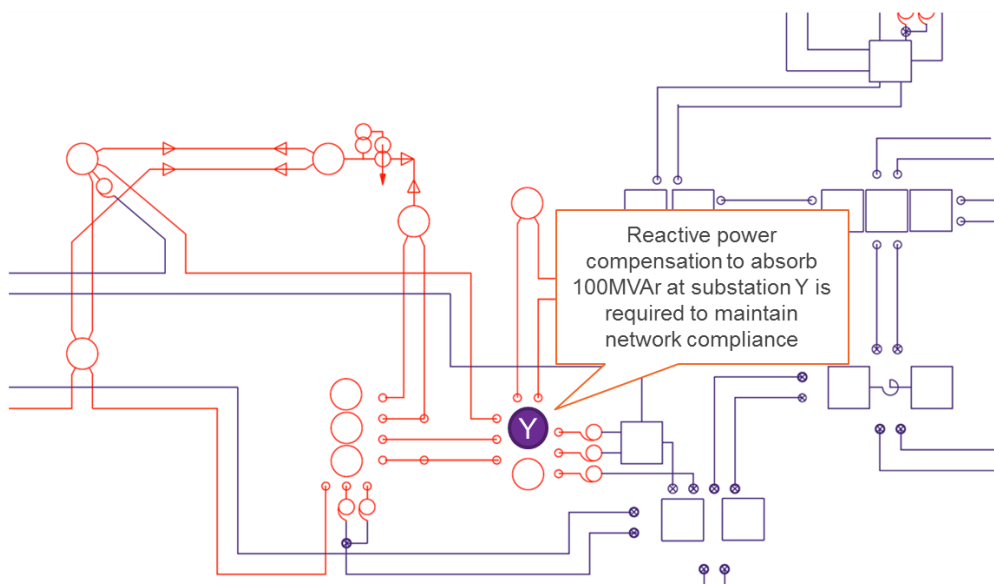 Reactive power
compensation to absorb
100MVAr at substation Y is
required to maintain
network compliance
Y